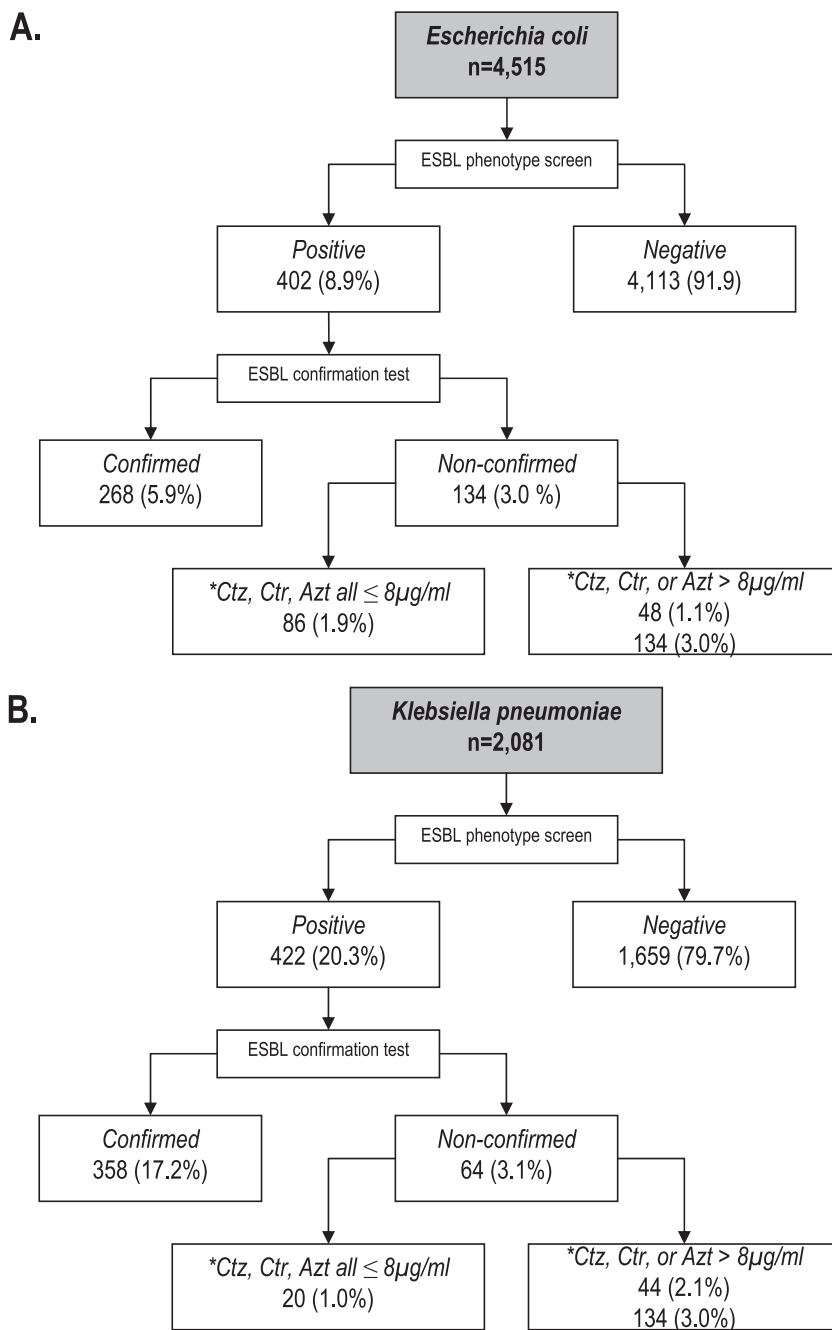 A.
Escherichia coli
n=4,515
ESBL phenotype screen
Positive
402 (8.9%)
Negative
4,113 (91.9)
ESBL confirmation test
Confirmed
268 (5.9%)
Non-confirmed
134 (3.0 %)
*Ctz, Ctr, Azt all ≤ 8µg/ml
86 (1.9%)
*Ctz, Ctr, or Azt > 8µg/ml
48 (1.1%)
134 (3.0%)
B.
Klebsiella pneumoniae
n=2,081
ESBL phenotype screen
Positive
422 (20.3%)
Negative
1,659 (79.7%)
ESBL confirmation test
Confirmed
358 (17.2%)
Non-confirmed
64 (3.1%)
*Ctz, Ctr, Azt all ≤ 8µg/ml
20 (1.0%)
*Ctz, Ctr, or Azt > 8µg/ml
44 (2.1%)
134 (3.0%)